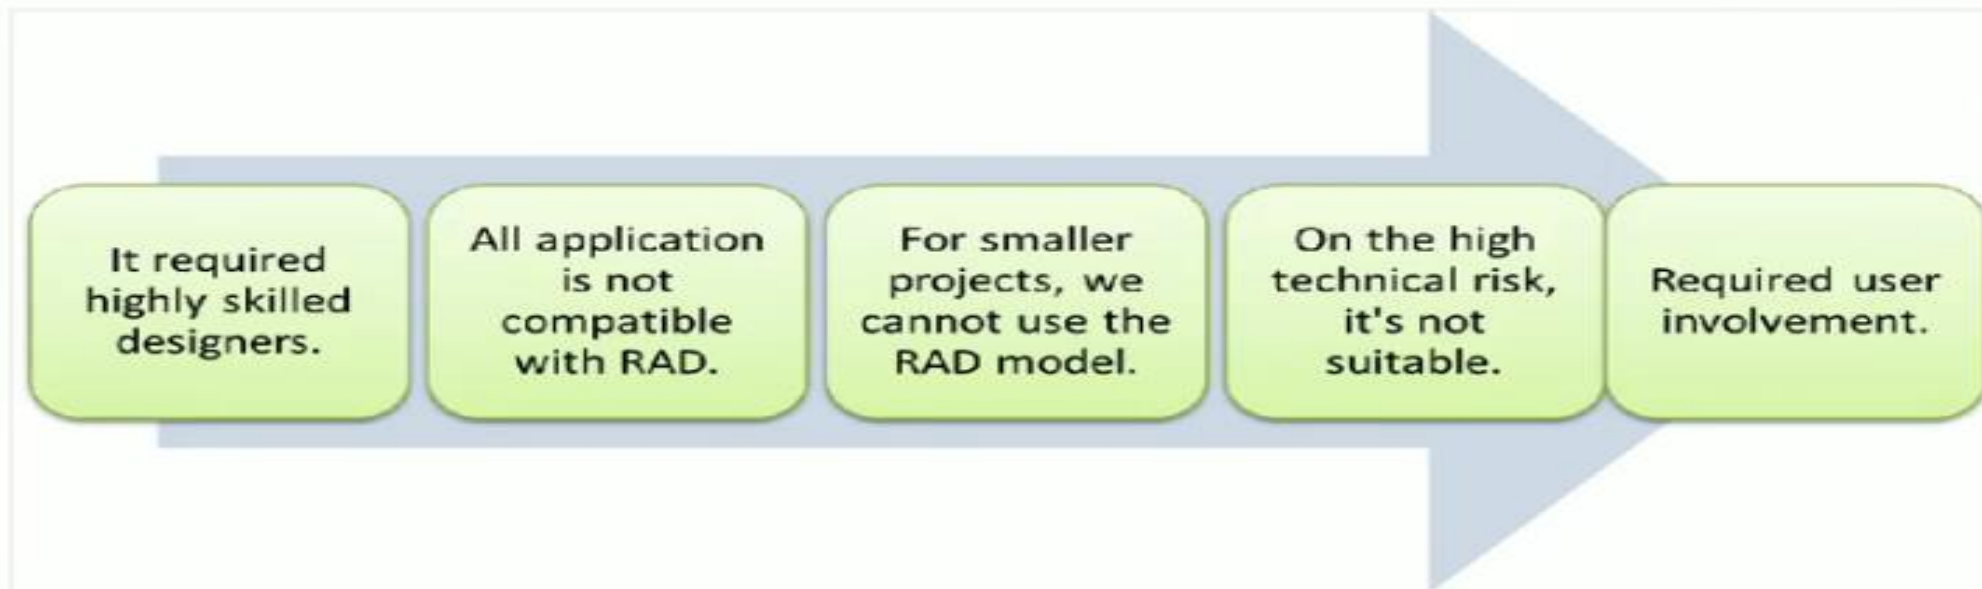 It required
highly skilled
designers.
All application
is not
compatible
with RAD.
For smaller
projects, we
cannot use the
RAD model.
On the high
technical risk,
it's not
suitable.
Required user
involvement.